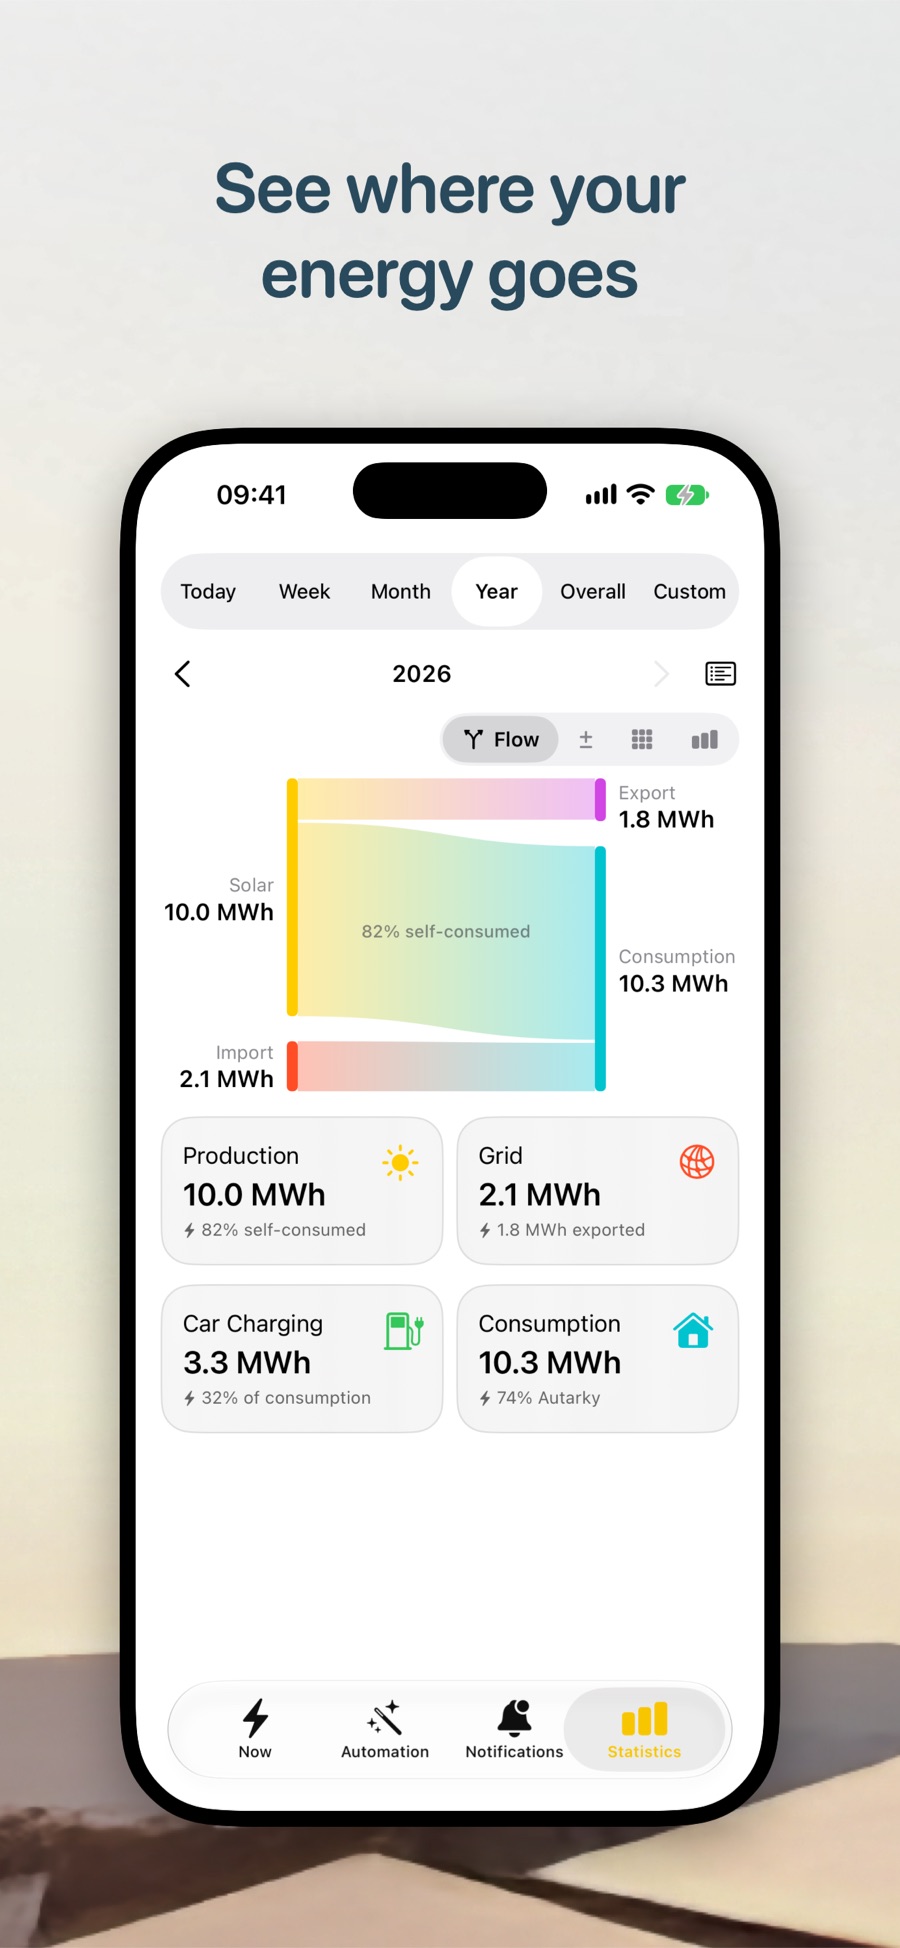 See where your
energy goes
09:41
Today Week Month Year Overall Custom
2026
Flow
Export
1.8 MWh
Solar
10.0 MWh
82% self-consumed
Consumption
10.3 MWh
Import
2.1 MWh
Production
10.0 MWh
82% self-consumed
Grid
2.1 MWh
1.8 MWh exported
Car Charging
3.3 MWh
32% of consumption
Consumption
10.3 MWh
74% Autarky
Now Automation Notifications Statistics